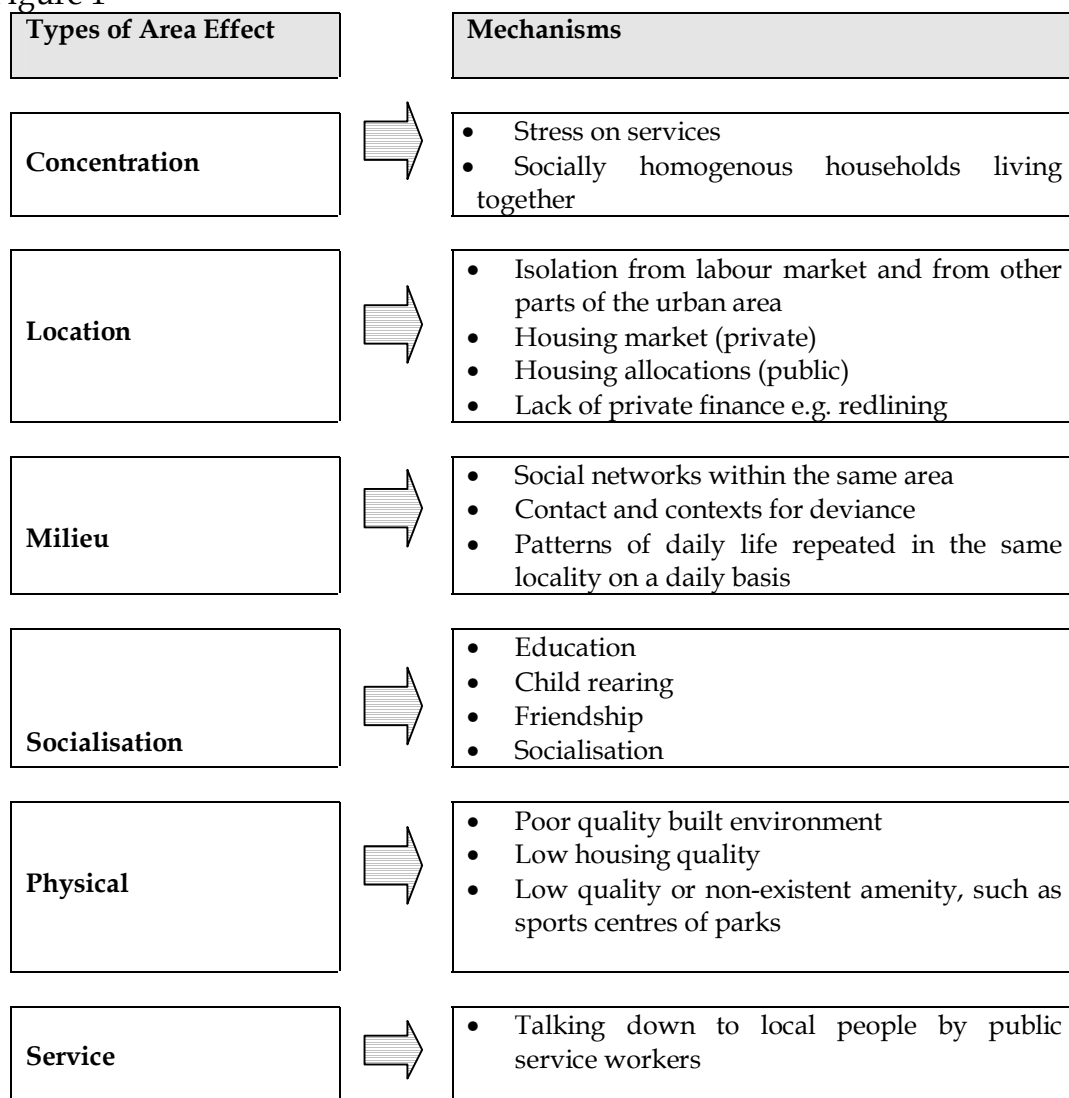 igure 1
Types of Area Effect
Mechanisms
Concentration
• Stress on services
• Socially homogenous households living
together
Location
• Isolation from labour market and from other
parts of the urban area
• Housing market (private)
• Housing allocations (public)
• Lack of private finance e.g. redlining
Milieu
• Social networks within the same area
• Contact and contexts for deviance
• Patterns of daily life repeated in the same
locality on a daily basis
Socialisation
• Education
• Child rearing
• Friendship
• Socialisation
Physical
• Poor quality built environment
• Low housing quality
• Low quality or non-existent amenity, such as
sports centres of parks
Service
• Talking down to local people by public
service workers